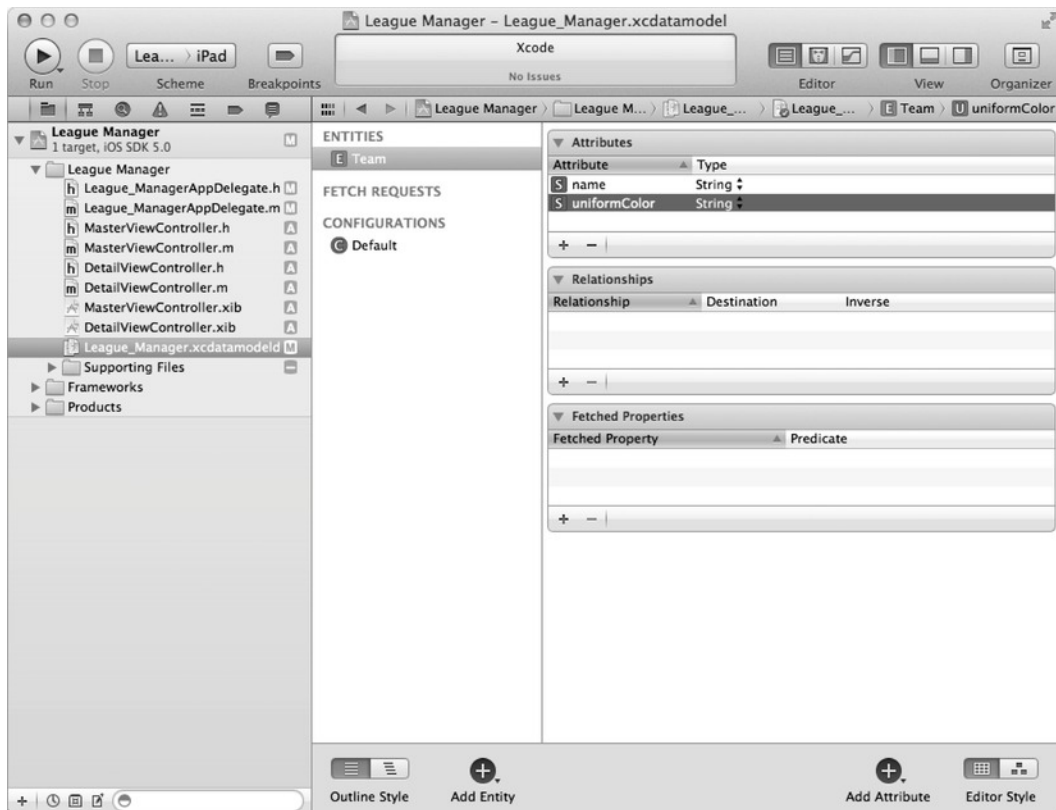 League Manager – League_Manager.xcdatamodel
Xcode
No Issues
Lea... 〉 iPad
Run Stop Scheme Breakpoints Editor View Organizer
League Manager 〉 League M... 〉 League_... 〉 League_... 〉 E Team 〉 U uniformColor
League Manager M
1 target, iOS SDK 5.0
League Manager
h League_ManagerAppDelegate.h M
m League_ManagerAppDelegate.m M
h MasterViewController.h A
m MasterViewController.m A
h DetailViewController.h A
m DetailViewController.m A
MasterViewController.xib A
DetailViewController.xib A
League_Manager.xcdatamodeld M
Supporting Files
Frameworks
Products
ENTITIES
E Team
FETCH REQUESTS
CONFIGURATIONS
C Default
Attributes
Attribute Type
S name String
S uniformColor String
+ −
Relationships
Relationship Destination Inverse
+ −
Fetched Properties
Fetched Property Predicate
+ −
Outline Style Add Entity Add Attribute Editor Style